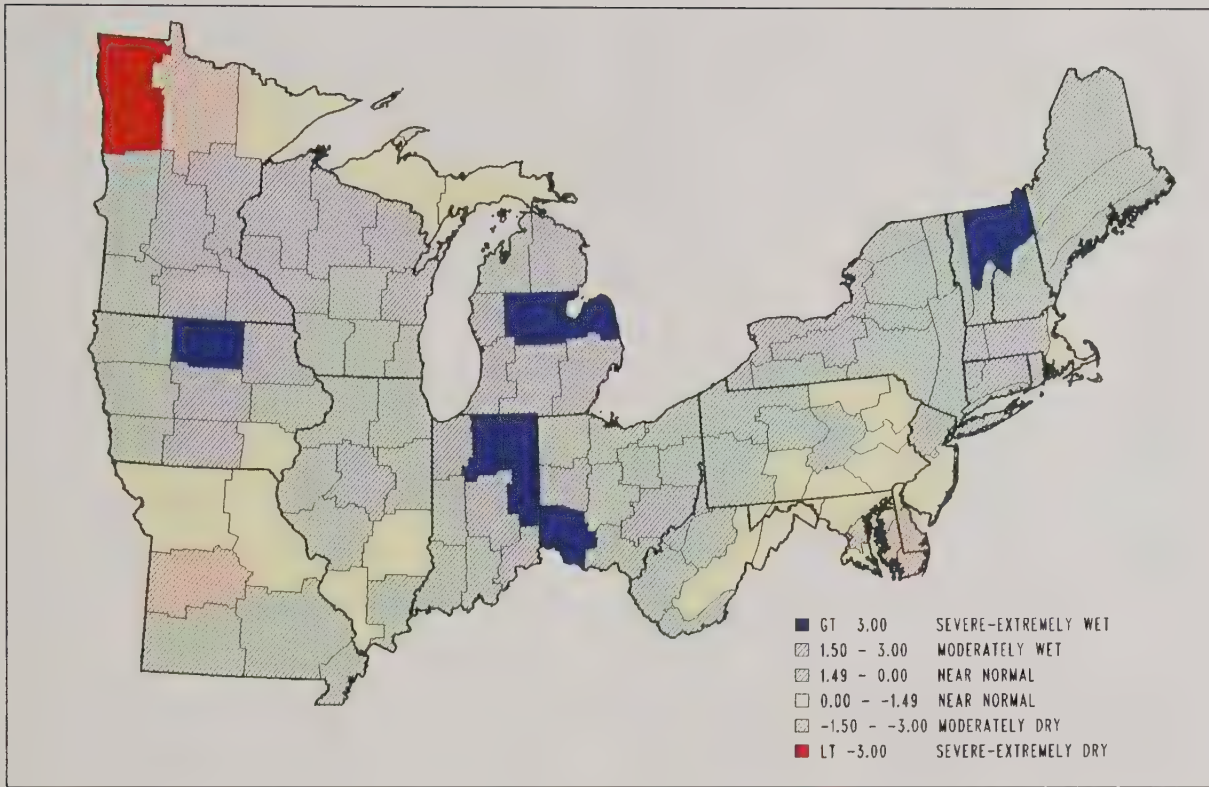 GT 3.00 SEVERE-EXTREMELY WET
1.50 - 3.00 MODERATELY WET
1.49 - 0.00 NEAR NORMAL
0.00 - -1.49 NEAR NORMAL
-1.50 - -3.00 MODERATELY DRY
LT -3.00 SEVERE-EXTREMELY DRY